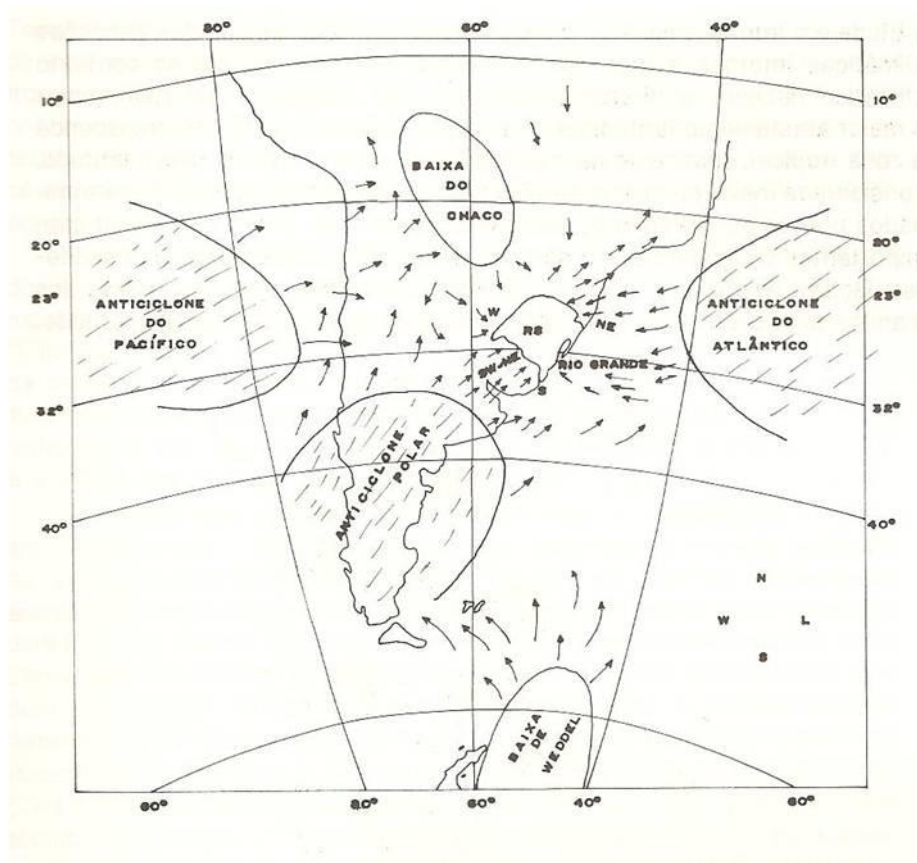 80° 60° 40°
10° 10°
BAIXA
DO
CHACO
20° 20°
23° 23°
ANTICICLONE
DO
PACÍFICO
W
RS
NE
ANTICICLONE
DO
ATLÂNTICO
SW-NE
RIO GRANDE
S
32° 32°
ANTICICLONE
POLAR
40° 40°
N
W L
S
BAIXA
DE
WEDDEL
60° 80° 60° 40° 60°